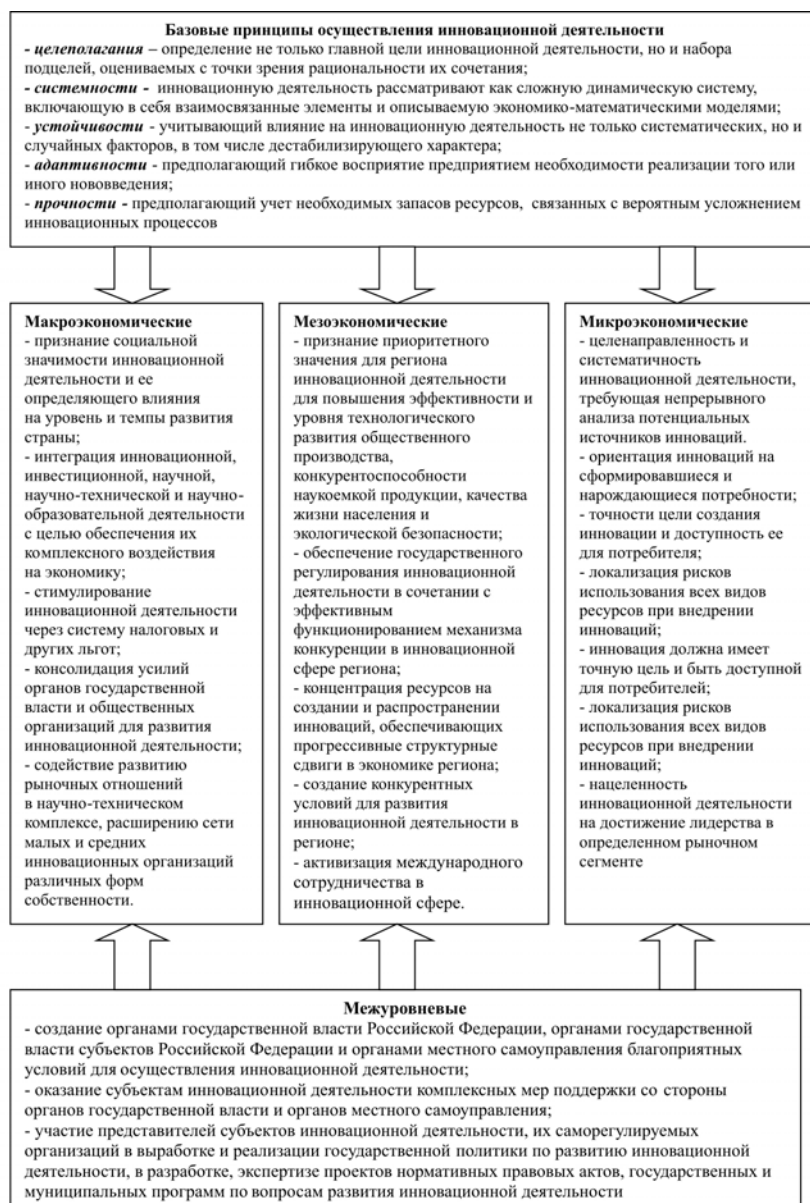 Базовые принципы осуществления инновационной деятельности
- целеполагания – определение не только главной цели инновационной деятельности, но и набора
подцелей, оцениваемых с точки зрения рациональности их сочетания;
- системности - инновационную деятельность рассматривают как сложную динамическую систему,
включающую в себя взаимосвязанные элементы и описываемую экономико-математическими моделями;
- устойчивости - учитывающий влияние на инновационную деятельность не только систематических, но и
случайных факторов, в том числе дестабилизирующего характера;
- адаптивности - предполагающий гибкое восприятие предприятием необходимости реализации того или
иного нововведения;
- прочности - предполагающий учет необходимых запасов ресурсов, связанных с вероятным усложнением
инновационных процессов
Макроэкономические
- признание социальной
значимости инновационной
деятельности и ее
определяющего влияния
на уровень и темпы развития
страны;
- интеграция инновационной,
инвестиционной, научной,
научно-технической и научно-
образовательной деятельности
с целью обеспечения их
комплексного воздействия
на экономику;
- стимулирование
инновационной деятельности
через систему налоговых и
других льгот;
- консолидация усилий
органов государственной
власти и общественных
организаций для развития
инновационной деятельности;
- содействие развитию
рыночных отношений
в научно-техническом
комплексе, расширению сети
малых и средних
инновационных организаций
различных форм
собственности.
Мезоэкономические
- признание приоритетного
значения для региона
инновационной деятельности
для повышения эффективности и
уровня технологического
развития общественного
производства,
конкурентоспособности
наукоемкой продукции, качества
жизни населения и
экологической безопасности;
- обеспечение государственного
регулирования инновационной
деятельности в сочетании с
эффективным
функционированием механизма
конкуренции в инновационной
сфере региона;
- концентрация ресурсов на
создании и распространении
инноваций, обеспечивающих
прогрессивные структурные
сдвиги в экономике региона;
- создание конкурентных
условий для развития
инновационной деятельности в
регионе;
- активизация международного
сотрудничества в
инновационной сфере.
Микроэкономические
- целенаправленность и
систематичность
инновационной деятельности,
требующая непрерывного
анализа потенциальных
источников инноваций.
- ориентация инноваций на
сформировавшиеся и
нарождающиеся потребности;
- точности цели создания
инновации и доступность ее
для потребителя;
- локализация рисков
использования всех видов
ресурсов при внедрении
инноваций;
- инновация должна имеет
точную цель и быть доступной
для потребителей;
- локализация рисков
использования всех видов
ресурсов при внедрении
инноваций;
- нацеленность
инновационной деятельности
на достижение лидерства в
определенном рыночном
сегменте
Межуровневые
- создание органами государственной власти Российской Федерации, органами государственной
власти субъектов Российской Федерации и органами местного самоуправления благоприятных
условий для осуществления инновационной деятельности;
- оказание субъектам инновационной деятельности комплексных мер поддержки со стороны
органов государственной власти и органов местного самоуправления;
- участие представителей субъектов инновационной деятельности, их саморегулируемых
организаций в выработке и реализации государственной политики по развитию инновационной
деятельности, в разработке, экспертизе проектов нормативных правовых актов, государственных и
муниципальных программ по вопросам развития инновационной деятельности